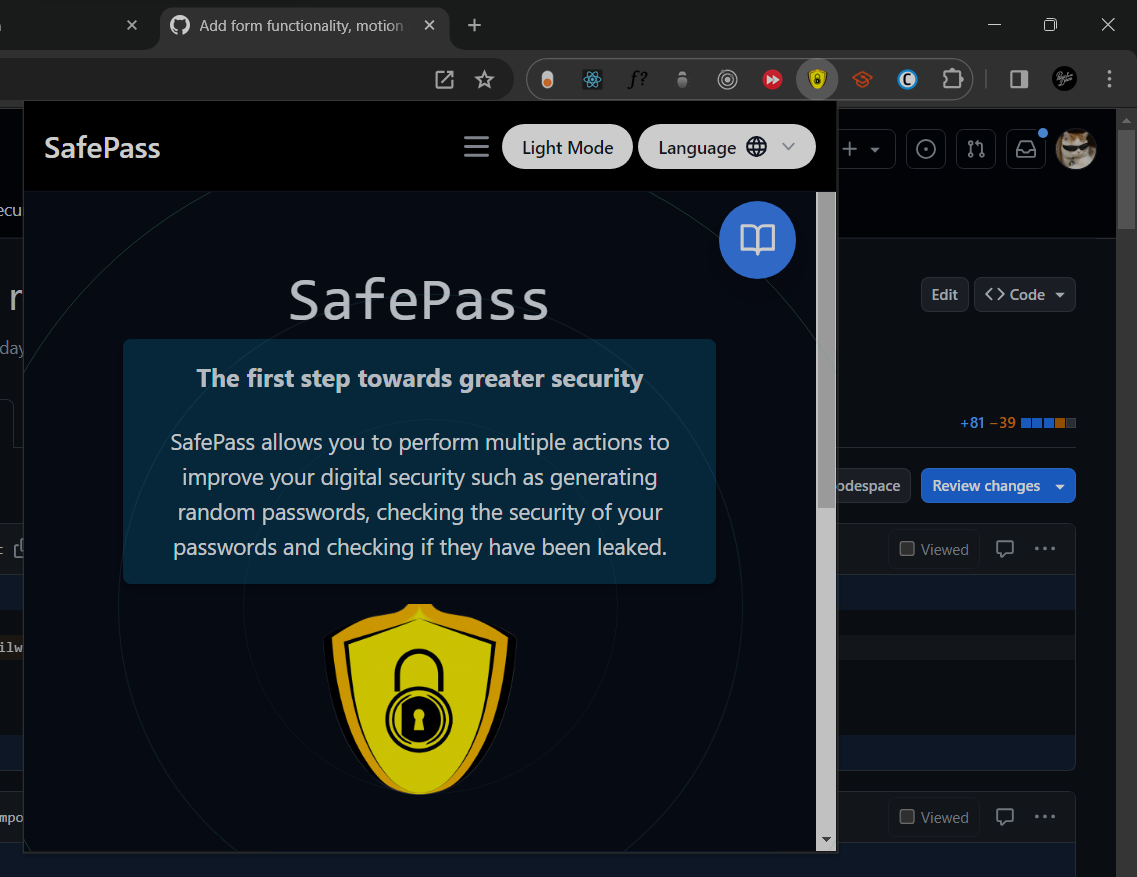 Add form functionality, motion
f?
SafePass
Light Mode
Language
ecu
r
Edit
<> Code
day
SafePass
The first step towards greater security
SafePass allows you to perform multiple actions to
improve your digital security such as generating
random passwords, checking the security of your
passwords and checking if they have been leaked.
+81 −39
odespace
Review changes
Viewed
ilw
mpo
Viewed